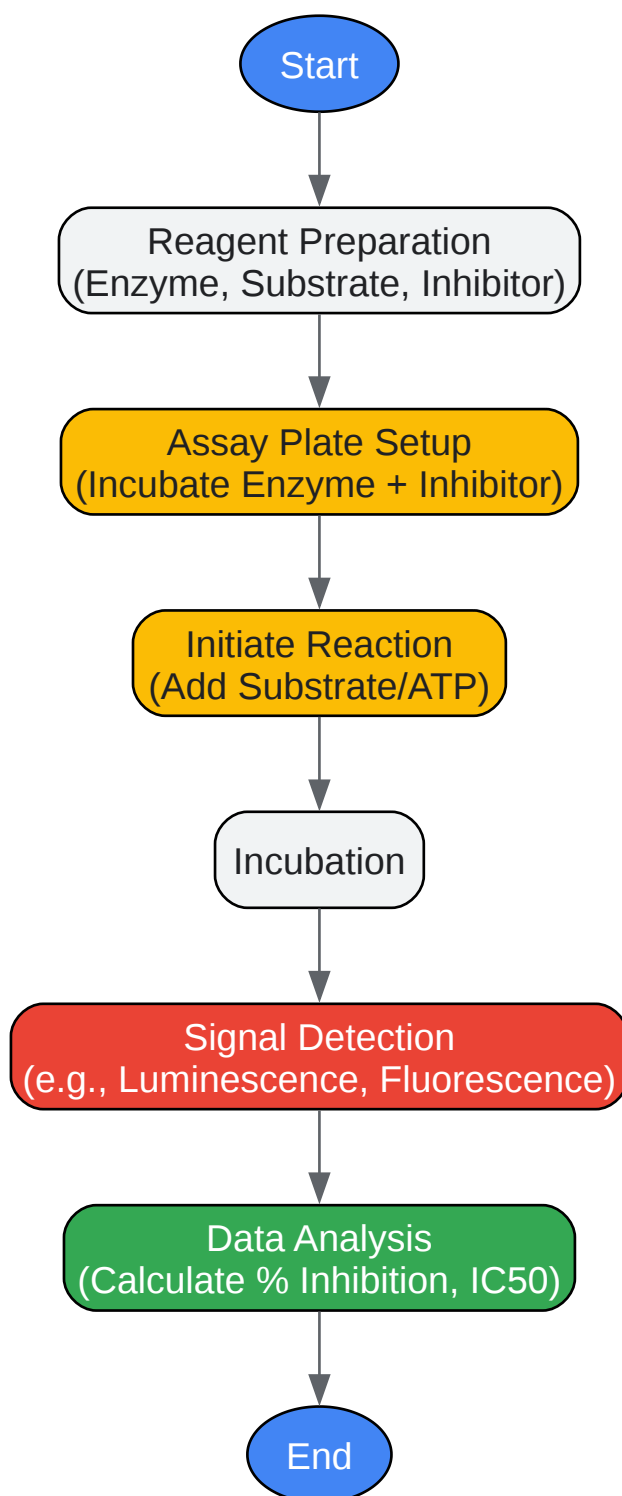 Start
Reagent Preparation
(Enzyme, Substrate, Inhibitor)
Assay Plate Setup
(Incubate Enzyme + Inhibitor)
Initiate Reaction
(Add Substrate/ATP)
Incubation
Signal Detection
(e.g., Luminescence, Fluorescence)
Data Analysis
(Calculate % Inhibition, IC50)
End